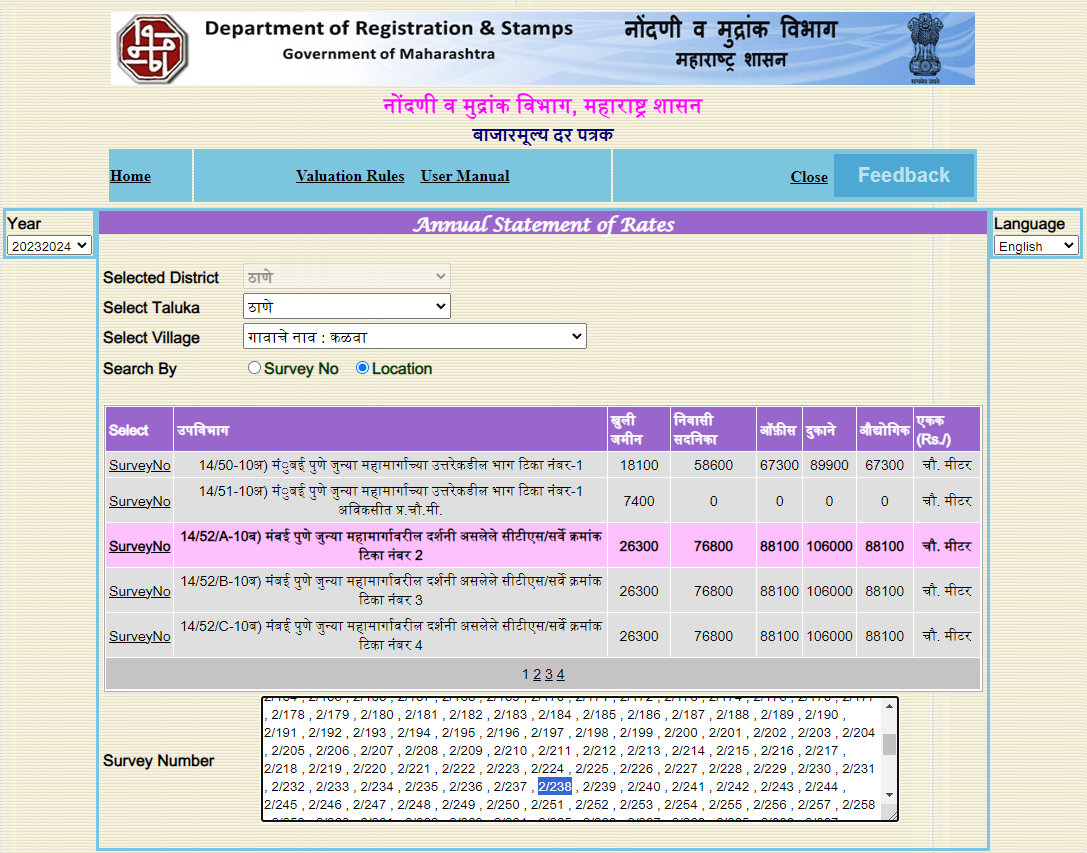 Department of Registration & Stamps
Government of Maharashtra
नोंदणी व मुद्रांक विभाग
महाराष्ट्र शासन
सत्यमेव जयते
नोंदणी व मुद्रांक विभाग, महाराष्ट्र शासन
बाजारमूल्य दर पत्रक
Home Valuation Rules User Manual Close Feedback
Year
20232024
Annual Statement of Rates
Language
English
Selected District ठाणे
Select Taluka ठाणे
Select Village गावाचे नाव : कळवा
Search By Survey No Location
Select उपविभाग खुली जमीन निवासी सदनिका ऑफ़ीस दुकाने औद्योगिक एकक (Rs./)
SurveyNo 14/50-10अ) मंुबई पुणे जुन्या महामार्गाच्या उत्तरेकडील भाग टिका नंबर-1 18100 58600 67300 89900 67300 चौ. मीटर
SurveyNo 14/51-10अ) मंुबई पुणे जुन्या महामार्गाच्या उत्तरेकडील भाग टिका नंबर-1 अविकसीत प्र.चौ.मी. 7400 0 0 0 0 चौ. मीटर
SurveyNo 14/52/A-10ब) मंबई पुणे जुन्या महामार्गावरील दर्शनी असलेले सीटीएस/सर्वे क्रमांक टिका नंबर 2 26300 76800 88100 106000 88100 चौ. मीटर
SurveyNo 14/52/B-10ब) मंबई पुणे जुन्या महामार्गावरील दर्शनी असलेले सीटीएस/सर्वे क्रमांक टिका नंबर 3 26300 76800 88100 106000 88100 चौ. मीटर
SurveyNo 14/52/C-10ब) मंबई पुणे जुन्या महामार्गावरील दर्शनी असलेले सीटीएस/सर्वे क्रमांक टिका नंबर 4 26300 76800 88100 106000 88100 चौ. मीटर
1 2 3 4
Survey Number
, 2/178 , 2/179 , 2/180 , 2/181 , 2/182 , 2/183 , 2/184 , 2/185 , 2/186 , 2/187 , 2/188 , 2/189 , 2/190 ,
2/191 , 2/192 , 2/193 , 2/194 , 2/195 , 2/196 , 2/197 , 2/198 , 2/199 , 2/200 , 2/201 , 2/202 , 2/203 , 2/204
, 2/205 , 2/206 , 2/207 , 2/208 , 2/209 , 2/210 , 2/211 , 2/212 , 2/213 , 2/214 , 2/215 , 2/216 , 2/217 ,
2/218 , 2/219 , 2/220 , 2/221 , 2/222 , 2/223 , 2/224 , 2/225 , 2/226 , 2/227 , 2/228 , 2/229 , 2/230 , 2/231
, 2/232 , 2/233 , 2/234 , 2/235 , 2/236 , 2/237 , 2/238 , 2/239 , 2/240 , 2/241 , 2/242 , 2/243 , 2/244 ,
2/245 , 2/246 , 2/247 , 2/248 , 2/249 , 2/250 , 2/251 , 2/252 , 2/253 , 2/254 , 2/255 , 2/256 , 2/257 , 2/258